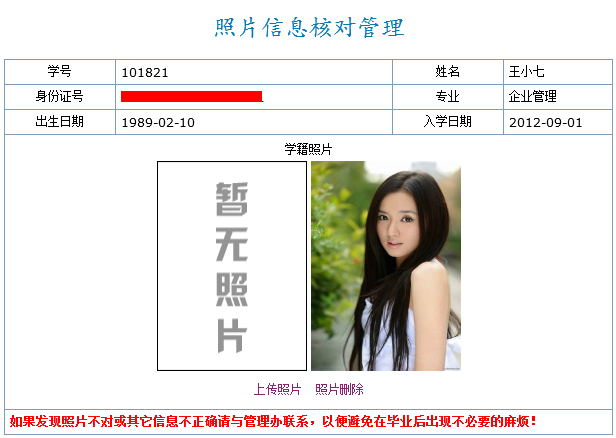 照片信息核对管理
学号 101821 姓名 王小七
身份证号 专业 企业管理
出生日期 1989-02-10 入学日期 2012-09-01
学籍照片
暂无照片
上传照片 照片删除
如果发现照片不对或其它信息不正确请与管理办联系，以便避免在毕业后出现不必要的麻烦！